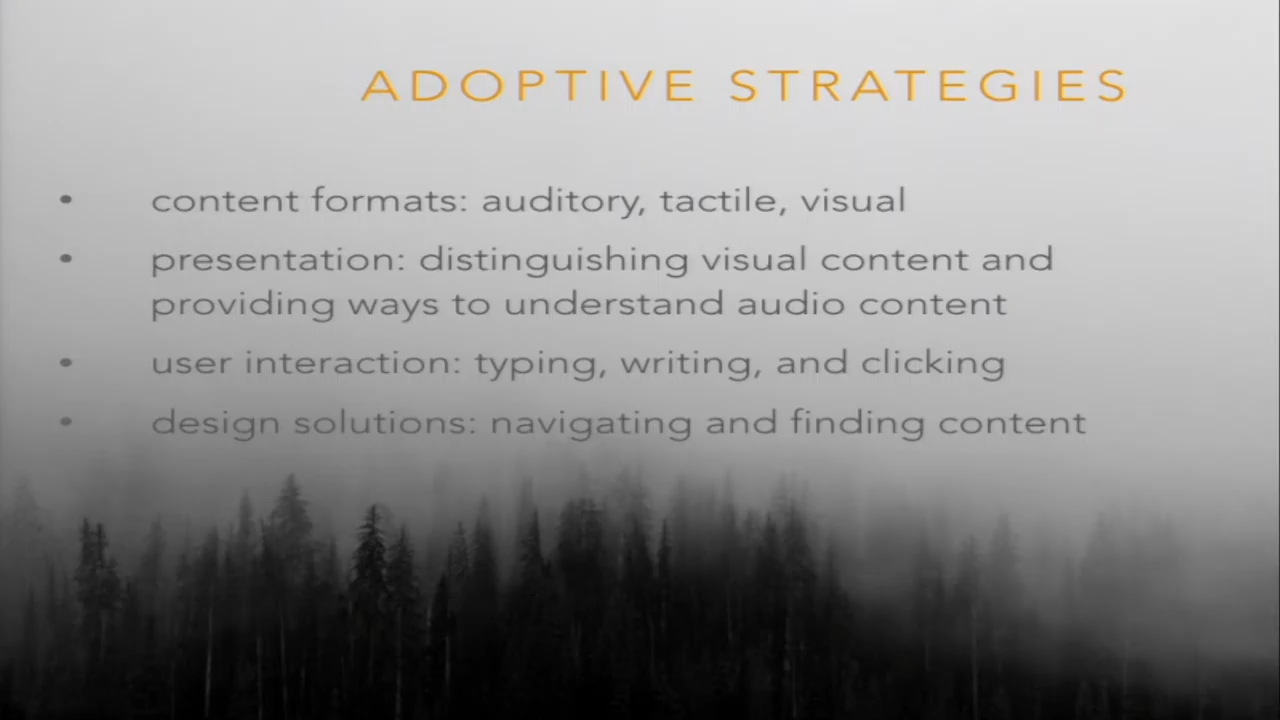 ADOPTIVE STRATEGIES
• content formats: auditory, tactile, visual
• presentation: distinguishing visual content and
providing ways to understand audio content
• user interaction: typing, writing, and clicking
• design solutions: navigating and finding content